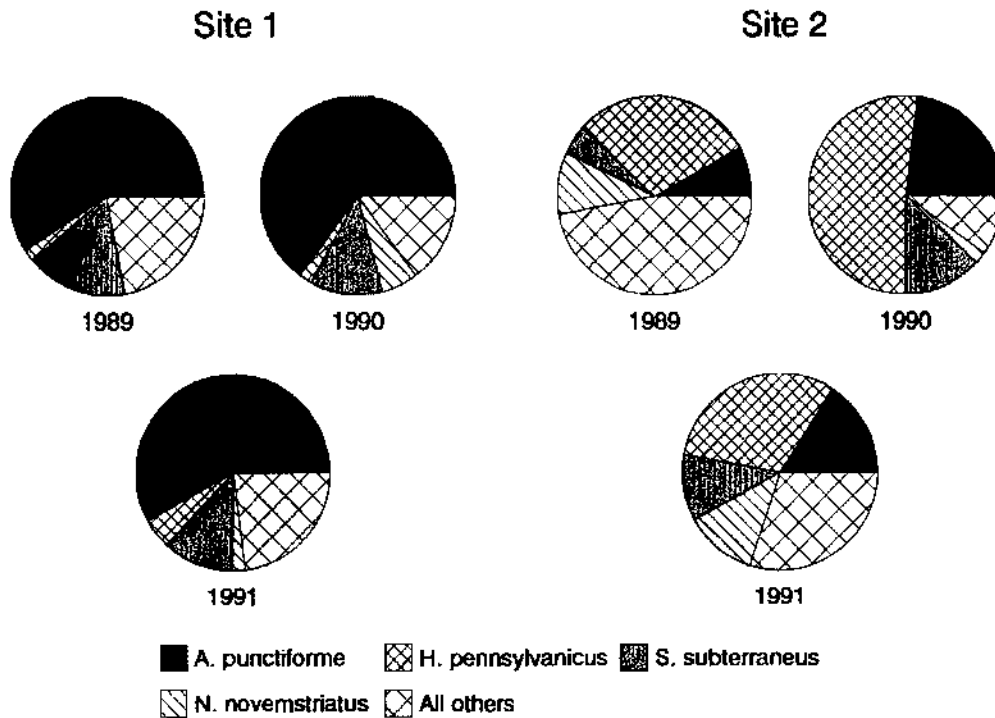 Site 1 Site 2
1989 1990 1989 1990
1991 1991
A. punctiforme H. pennsylvanicus S. subterraneus
N. novemstriatus All others